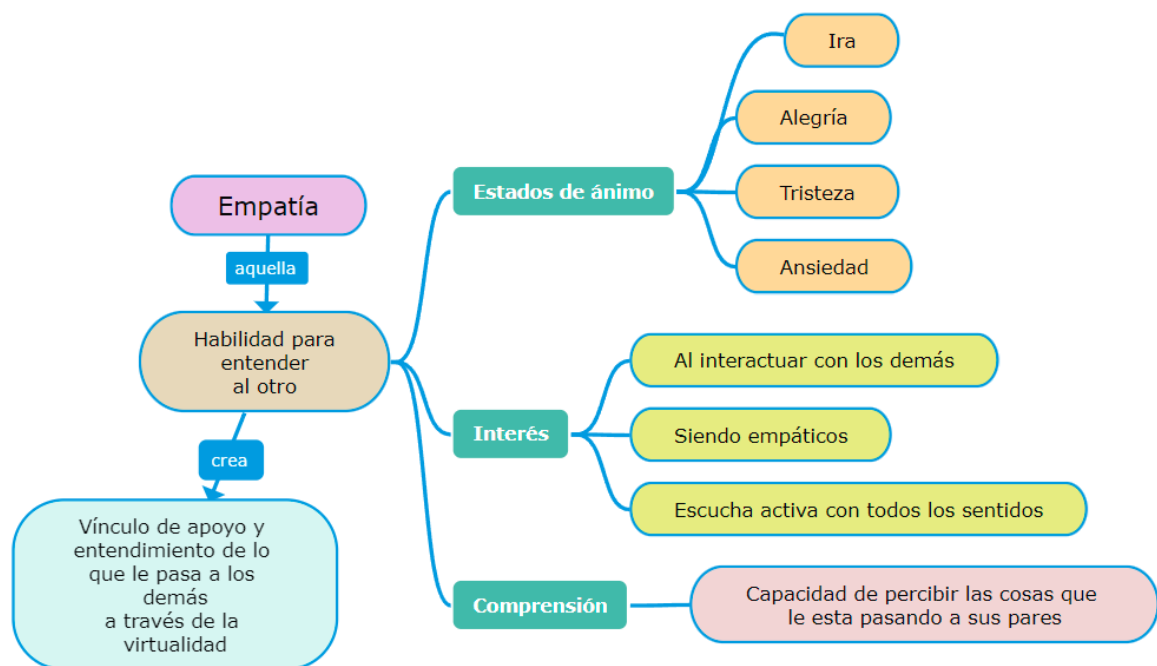 Empatía
aquella
Habilidad para
entender
al otro
crea
Vínculo de apoyo y
entendimiento de lo
que le pasa a los
demás
a través de la
virtualidad
Estados de ánimo
Ira
Alegría
Tristeza
Ansiedad
Interés
Al interactuar con los demás
Siendo empáticos
Escucha activa con todos los sentidos
Comprensión
Capacidad de percibir las cosas que
le esta pasando a sus pares